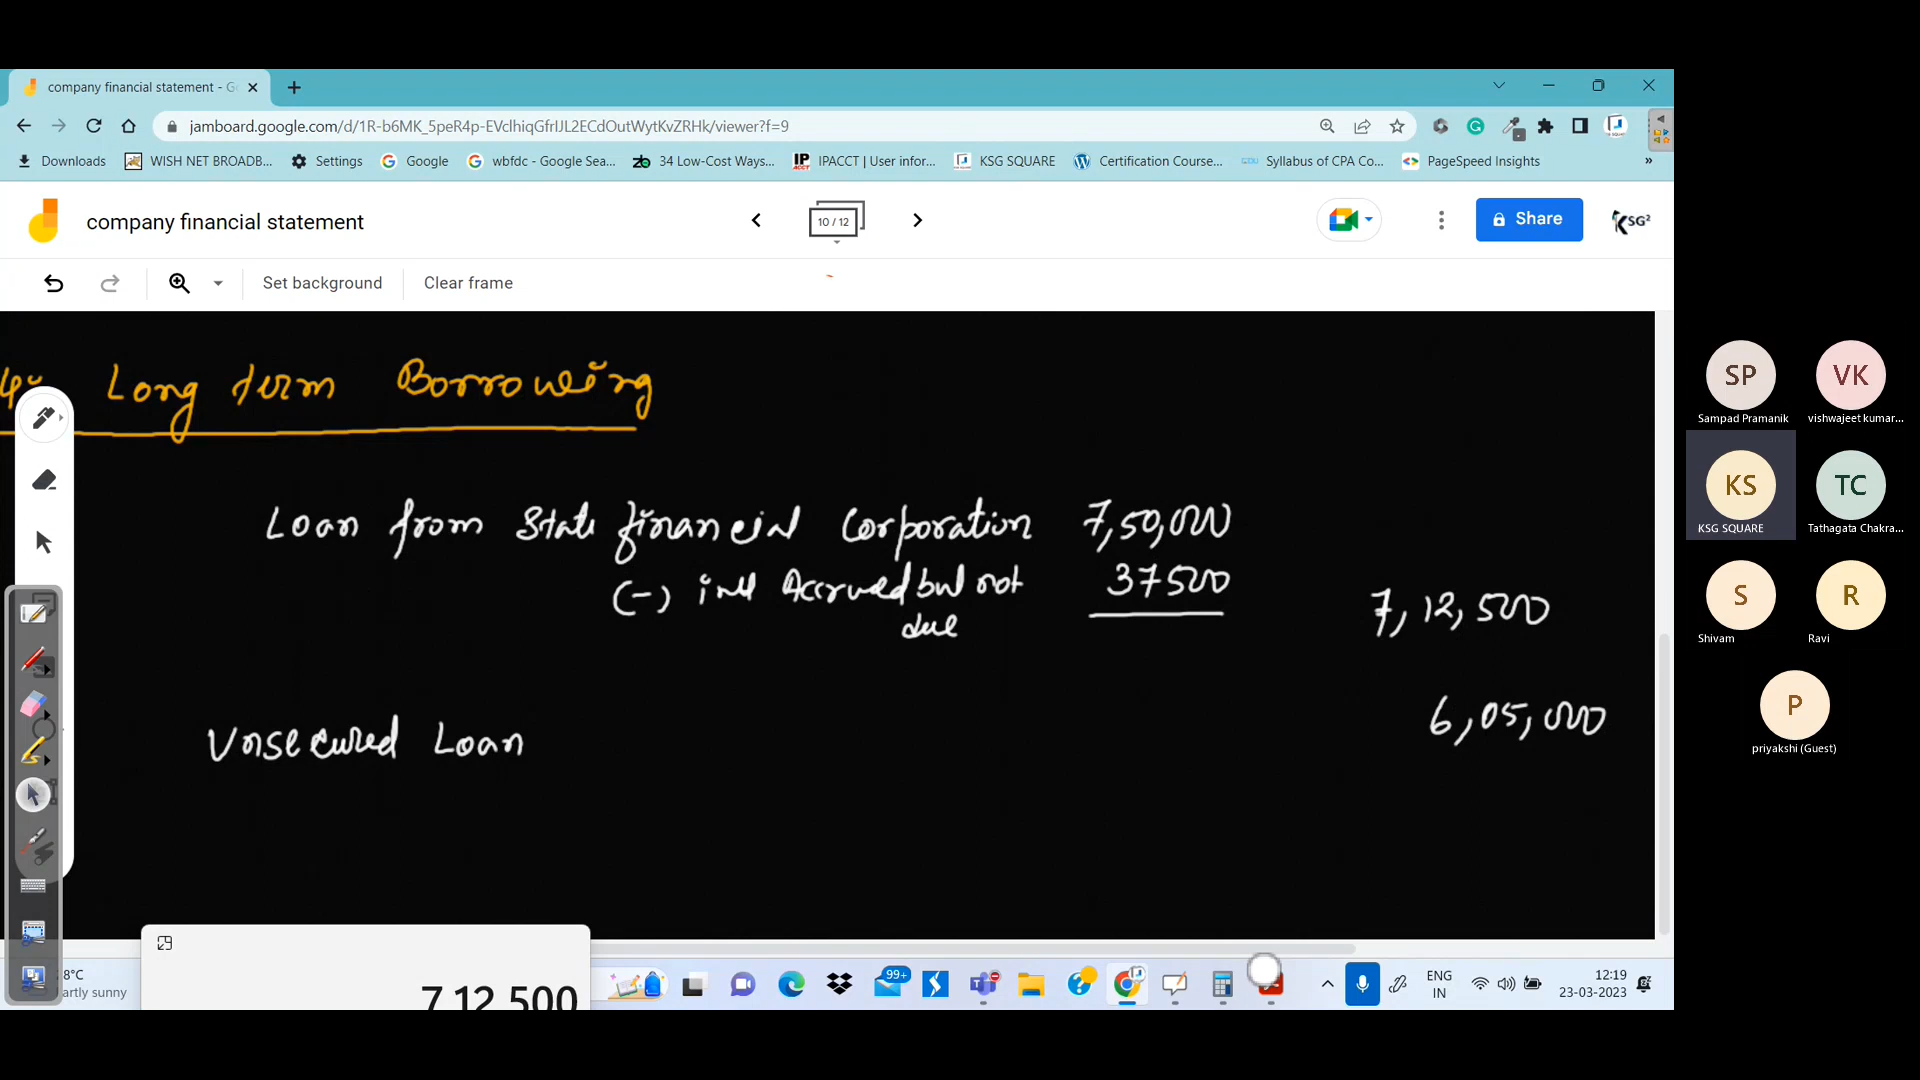 company financial statement - G
jamboard.google.com/d/1R-b6MK_5peR4p-EVclhiqGfrIJL2ECdOutWytKvZRHk/viewer?f=9
Downloads WISH NET BROADB... Settings Google wbfdc - Google Sea... 34 Low-Cost Ways... IPACCT | User infor... KSG SQUARE Certification Course... Syllabus of CPA Co... PageSpeed Insights »
company financial statement
10 / 12
Share
KSG²
Set background Clear frame
Long term Borrowing
Loan from State financial Corporation 7,50,000
(-) int Accrued but not due 37500
7,12,500
Unsecured Loan 6,05,000
7,12,500
8°C
artly sunny
99+
ENG
IN
12:19
23-03-2023
SP
Sampad Pramanik
VK
vishwajeet kumar...
KS
KSG SQUARE
TC
Tathagata Chakra...
S
Shivam
R
Ravi
P
priyakshi (Guest)